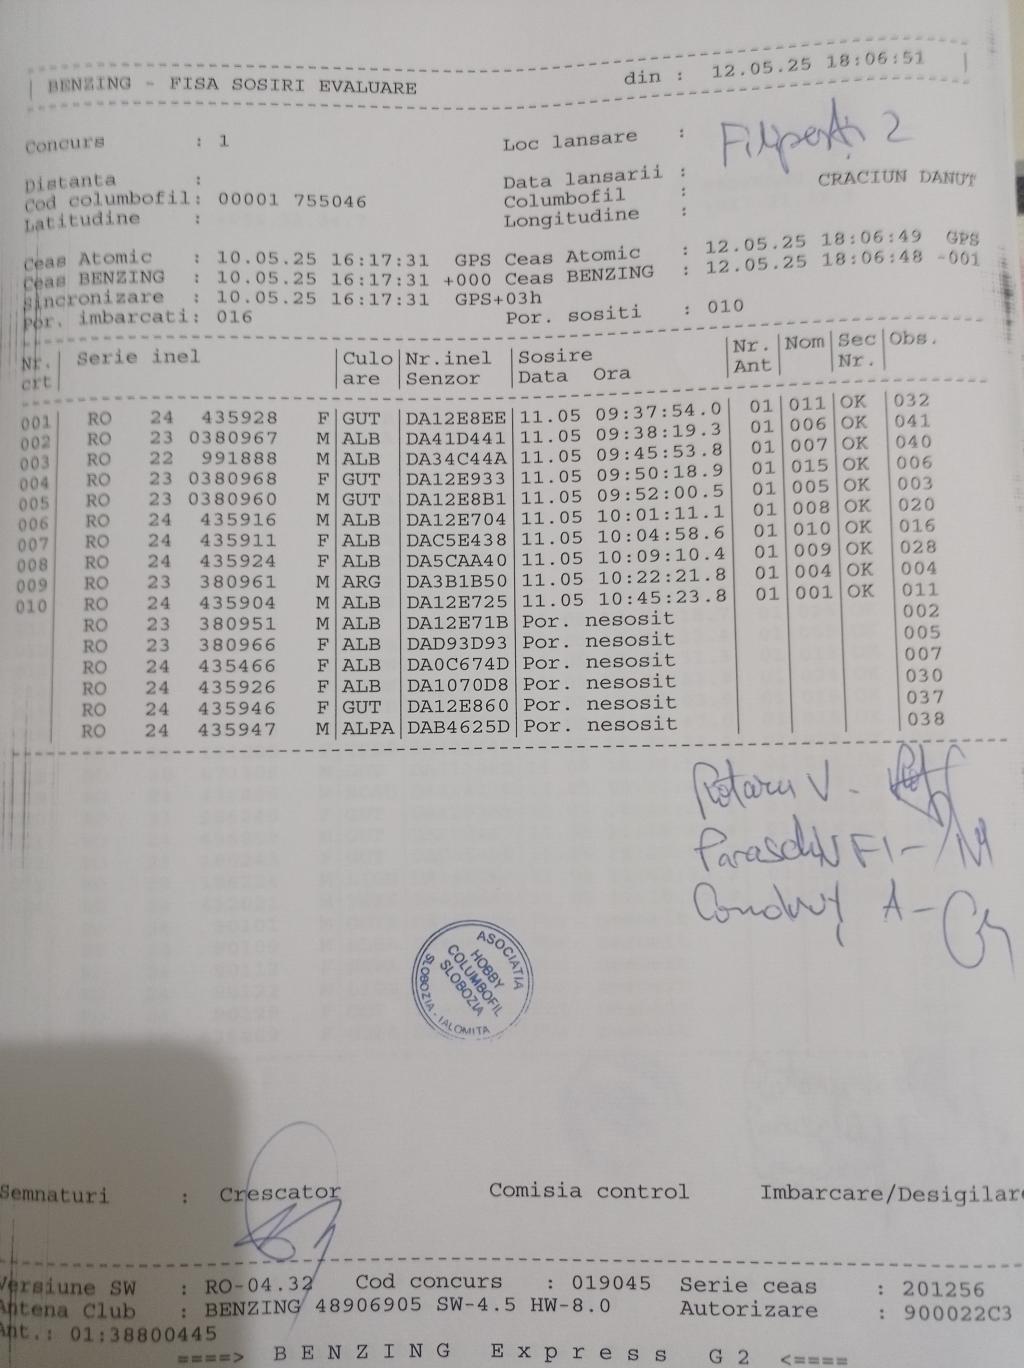 BENZING - FISA SOSIRI EVALUARE din : 12.05.25 18:06:51
Concurs : 1 Loc lansare : Filipești 2
Distanta : Data lansarii :
Cod columbofil: 00001 755046 Columbofil : CRACIUN DANUT
Latitudine : Longitudine :
Ceas Atomic : 10.05.25 16:17:31 GPS Ceas Atomic : 12.05.25 18:06:49 GPS
Ceas BENZING : 10.05.25 16:17:31 +000 Ceas BENZING : 12.05.25 18:06:48 -001
Sincronizare : 10.05.25 16:17:31 GPS+03h
Por. imbarcati: 016 Por. sositi : 010
Nr. Serie inel Culo Nr.inel Sosire Nr. Nom Sec Obs.
crt are Senzor Data Ora Ant Nr.
001 RO 24 435928 F GUT DA12E8EE 11.05 09:37:54.0 01 011 OK 032
002 RO 23 0380967 M ALB DA41D441 11.05 09:38:19.3 01 006 OK 041
003 RO 22 991888 M ALB DA34C44A 11.05 09:45:53.8 01 007 OK 040
004 RO 23 0380968 F GUT DA12E933 11.05 09:50:18.9 01 015 OK 006
005 RO 23 0380960 M GUT DA12E8B1 11.05 09:52:00.5 01 005 OK 003
006 RO 24 435916 M ALB DA12E704 11.05 10:01:11.1 01 008 OK 020
007 RO 24 435911 F ALB DAC5E438 11.05 10:04:58.6 01 010 OK 016
008 RO 24 435924 F ALB DA5CAA40 11.05 10:09:10.4 01 009 OK 028
009 RO 23 380961 M ARG DA3B1B50 11.05 10:22:21.8 01 004 OK 004
010 RO 24 435904 M ALB DA12E725 11.05 10:45:23.8 01 001 OK 011
RO 23 380951 M ALB DA12E71B Por. nesosit 002
RO 23 380966 F ALB DAD93D93 Por. nesosit 005
RO 24 435466 F ALB DA0C674D Por. nesosit 007
RO 24 435926 F ALB DA1070D8 Por. nesosit 030
RO 24 435946 F GUT DA12E860 Por. nesosit 037
RO 24 435947 M ALPA DAB4625D Por. nesosit 038
Rotaru V -
FI -
A -
ASOCIATIA
HOBBY
COLUMBOFIL
SLOBOZIA
SLOBOZIA - IALOMITA
Semnaturi : Crescator Comisia control Imbarcare/Desigilare
Versiune SW : RO-04.32 Cod concurs : 019045 Serie ceas : 201256
Antena Club : BENZING 48906905 SW-4.5 HW-8.0 Autorizare : 900022C3
Ant.: 01:38800445
====> B E N Z I N G E x p r e s s G 2 <====